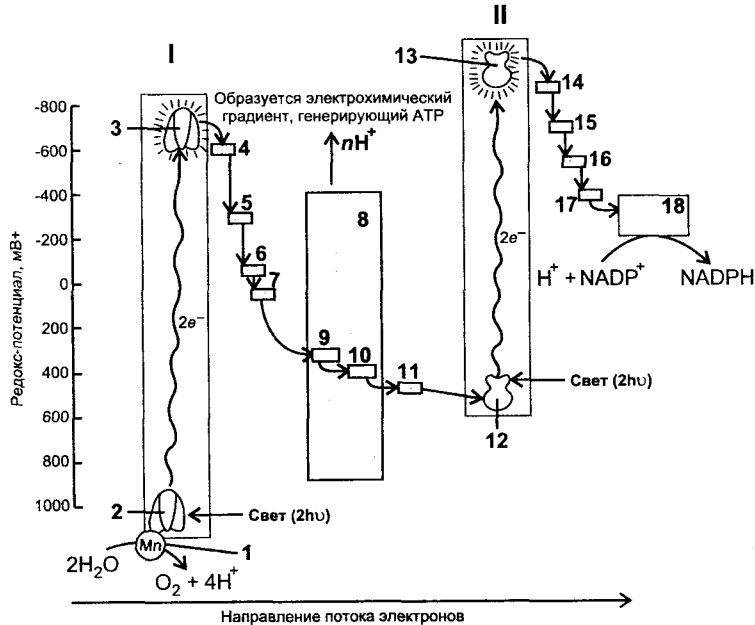 II
I
13
14
Образуется электрохимический
градиент, генерирующий АТР
-800
3
nH⁺
15
4
-600
16
-400
17
18
5
8
-200
2e⁻
H⁺ + NADP⁺
NADPH
6
7
0
2e⁻
200
9
10
11
Свет (2hυ)
400
12
600
800
1000
2
Свет (2hυ)
Mn
1
2H₂O
O₂ + 4H⁺
Редокс-потенциал, мВ+
Направление потока электронов